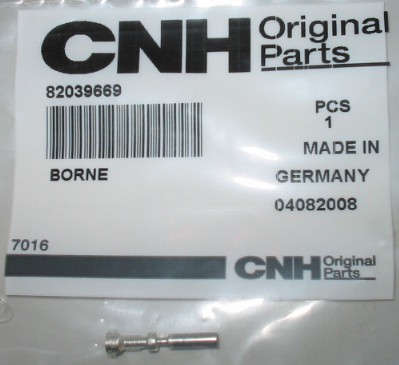 CNH Original
Parts
82039669
PCS
1
MADE IN
BORNE
GERMANY
04082008
7016
CNH Original
Parts